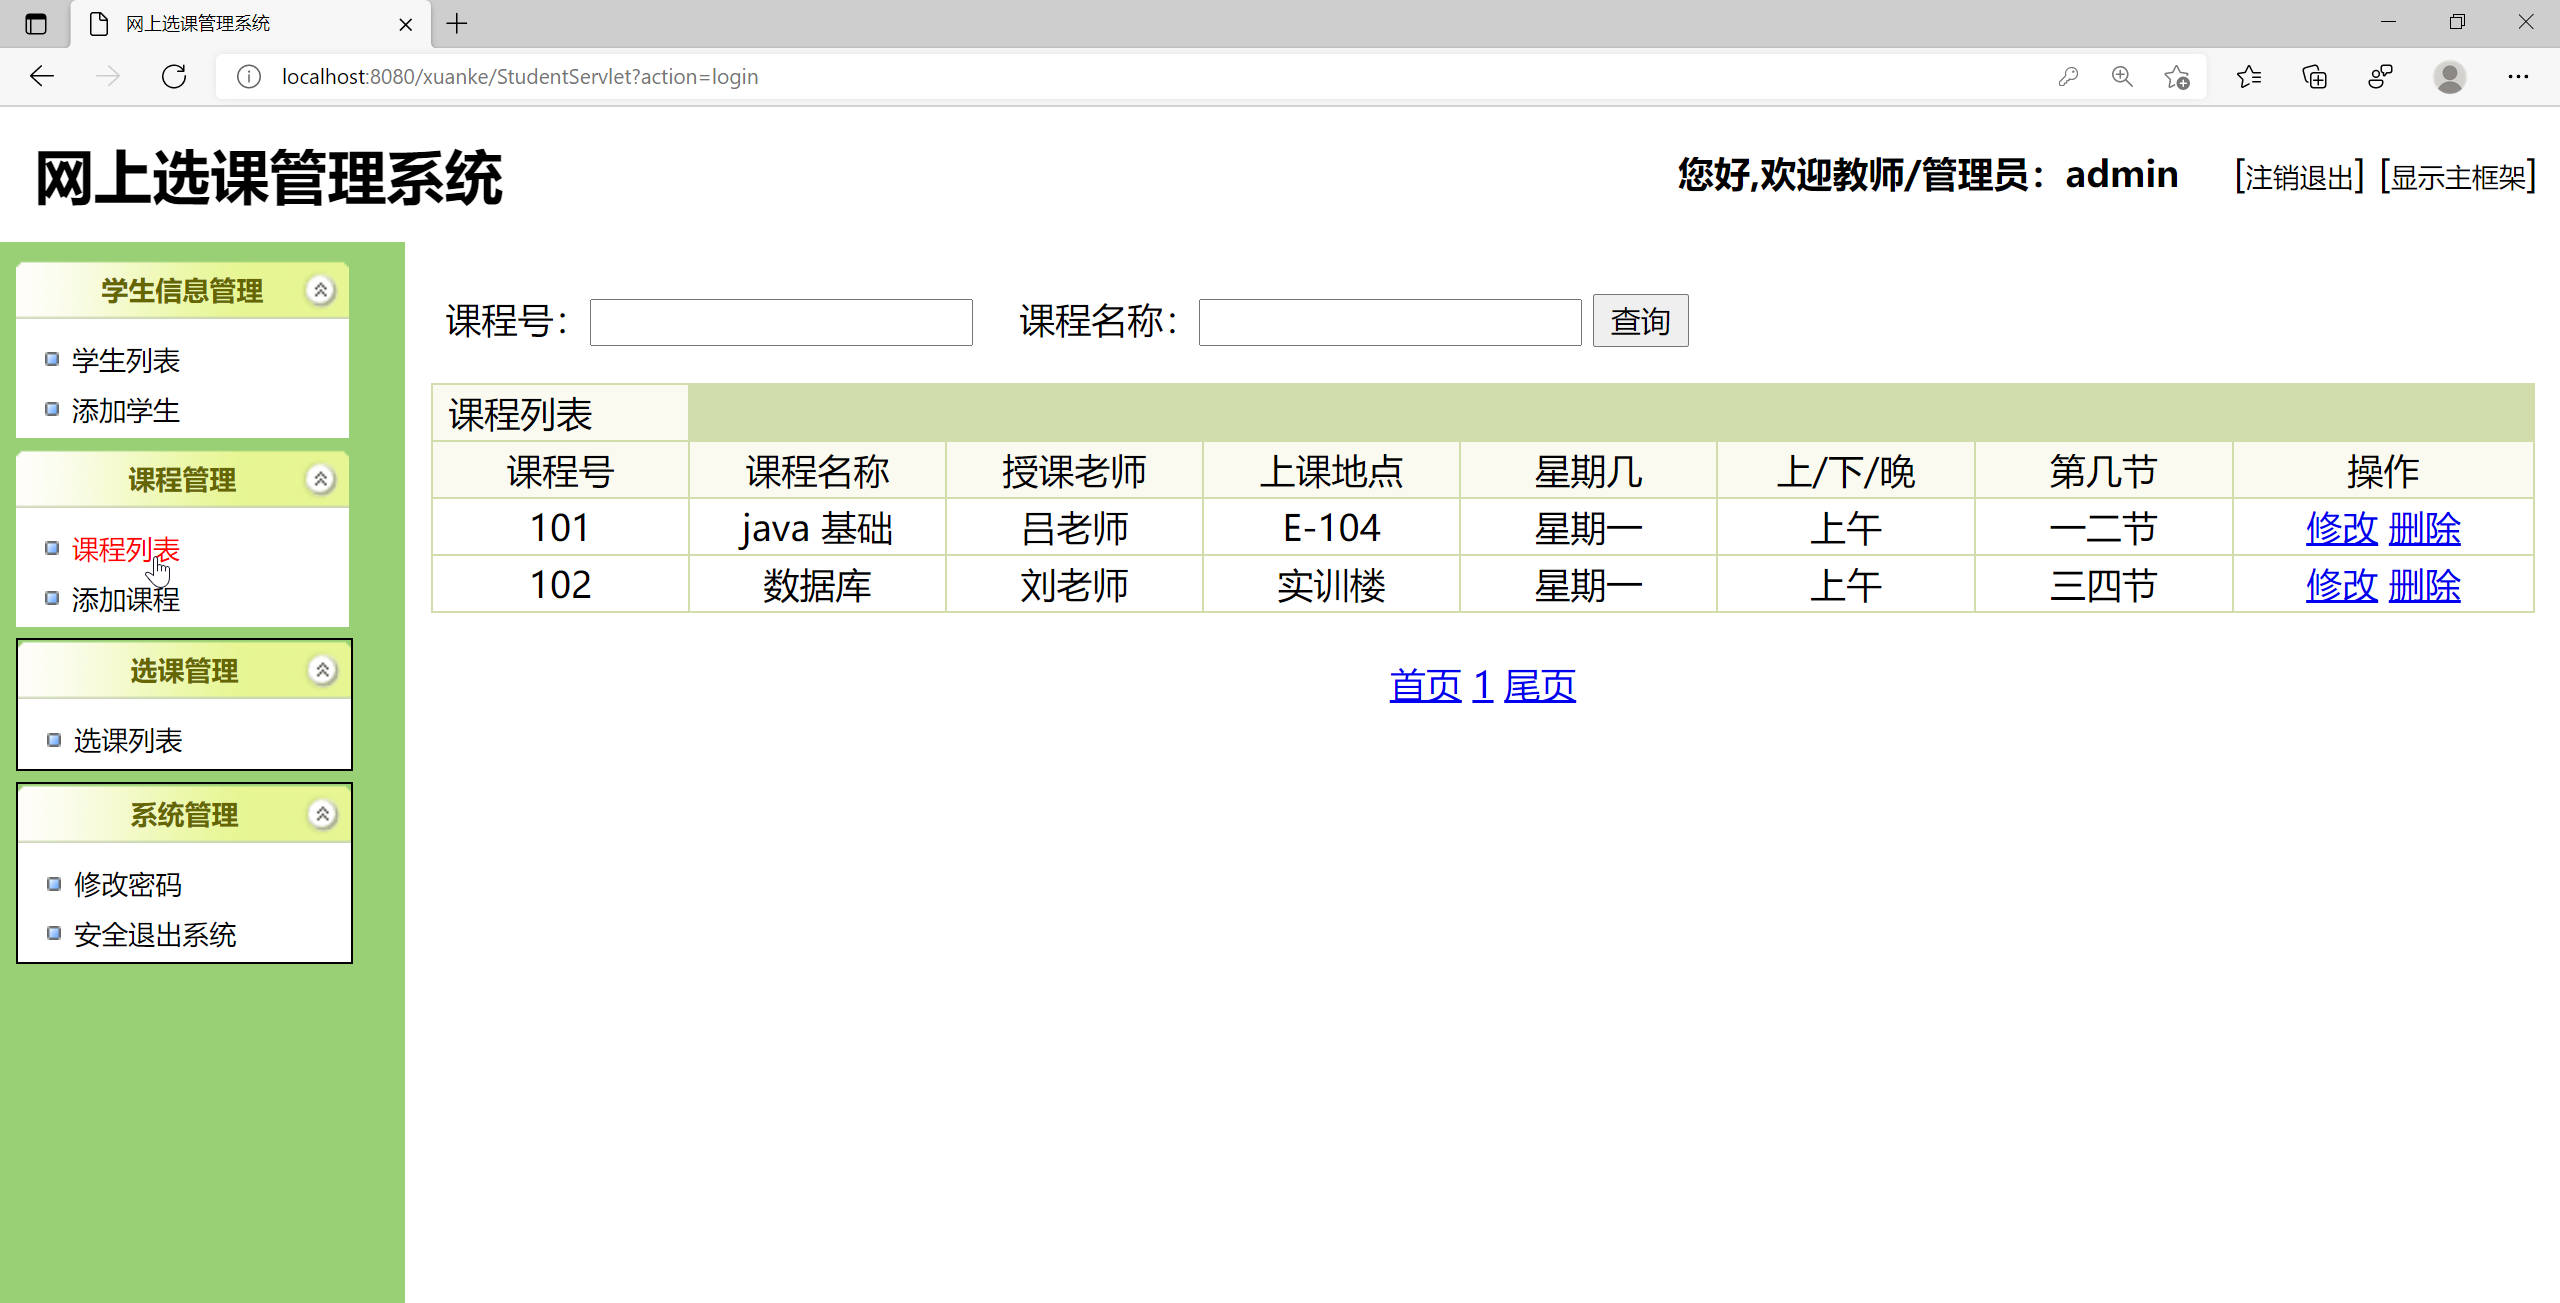 网上选课管理系统
localhost:8080/xuanke/StudentServlet?action=login
网上选课管理系统
您好,欢迎教师/管理员：admin [注销退出] [显示主框架]
学生信息管理
学生列表
添加学生
课程管理
课程列表
添加课程
选课管理
选课列表
系统管理
修改密码
安全退出系统
课程号： 课程名称： 查询
课程列表
课程号 课程名称 授课老师 上课地点 星期几 上/下/晚 第几节 操作
101 java 基础 吕老师 E-104 星期一 上午 一二节 修改 删除
102 数据库 刘老师 实训楼 星期一 上午 三四节 修改 删除
首页 1 尾页